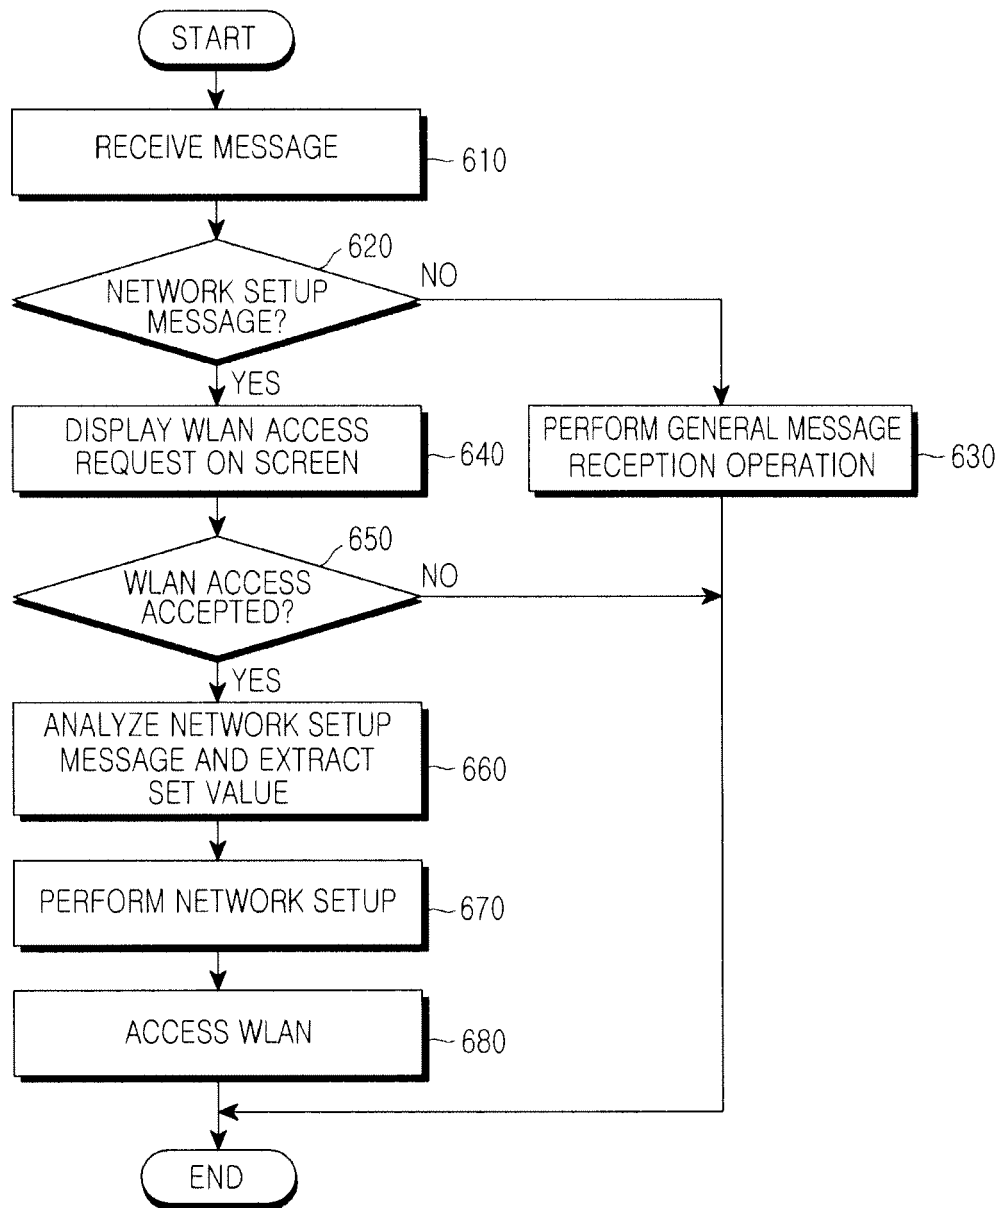 START
RECEIVE MESSAGE
610
620
NETWORK SETUP
MESSAGE?
NO
YES
DISPLAY WLAN ACCESS
REQUEST ON SCREEN
640
PERFORM GENERAL MESSAGE
RECEPTION OPERATION
630
650
WLAN ACCESS
ACCEPTED?
NO
YES
ANALYZE NETWORK SETUP
MESSAGE AND EXTRACT
SET VALUE
660
PERFORM NETWORK SETUP
670
ACCESS WLAN
680
END